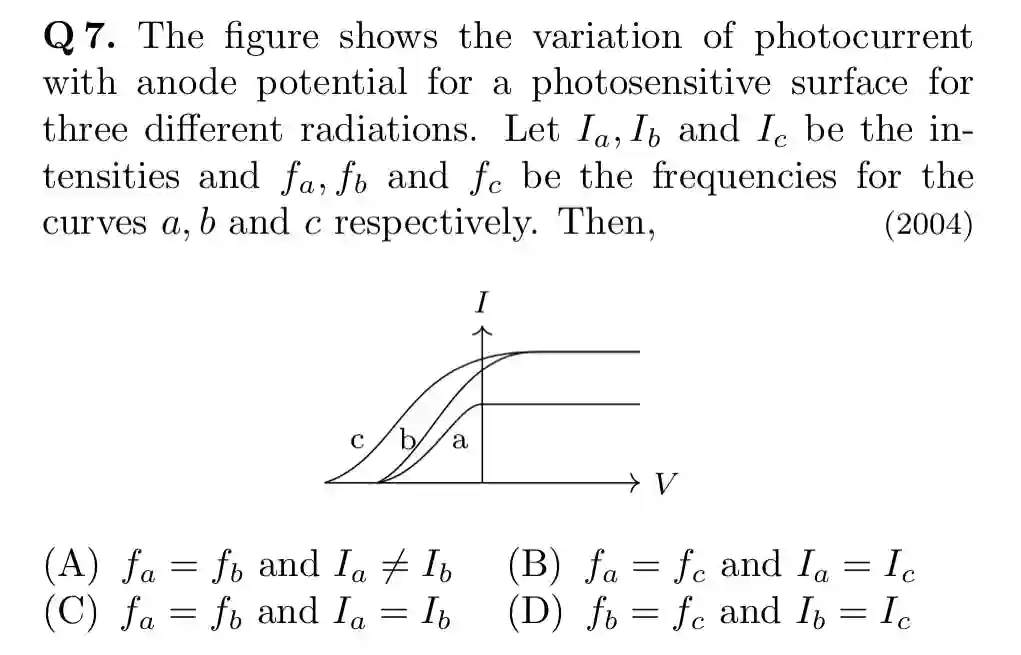 Q 7. The figure shows the variation of photocurrent
with anode potential for a photosensitive surface for
three different radiations. Let I_a, I_b and I_c be the in-
tensities and f_a, f_b and f_c be the frequencies for the
curves a, b and c respectively. Then, (2004)
I
c b a
V
(A) f_a = f_b and I_a ≠ I_b (B) f_a = f_c and I_a = I_c
(C) f_a = f_b and I_a = I_b (D) f_b = f_c and I_b = I_c